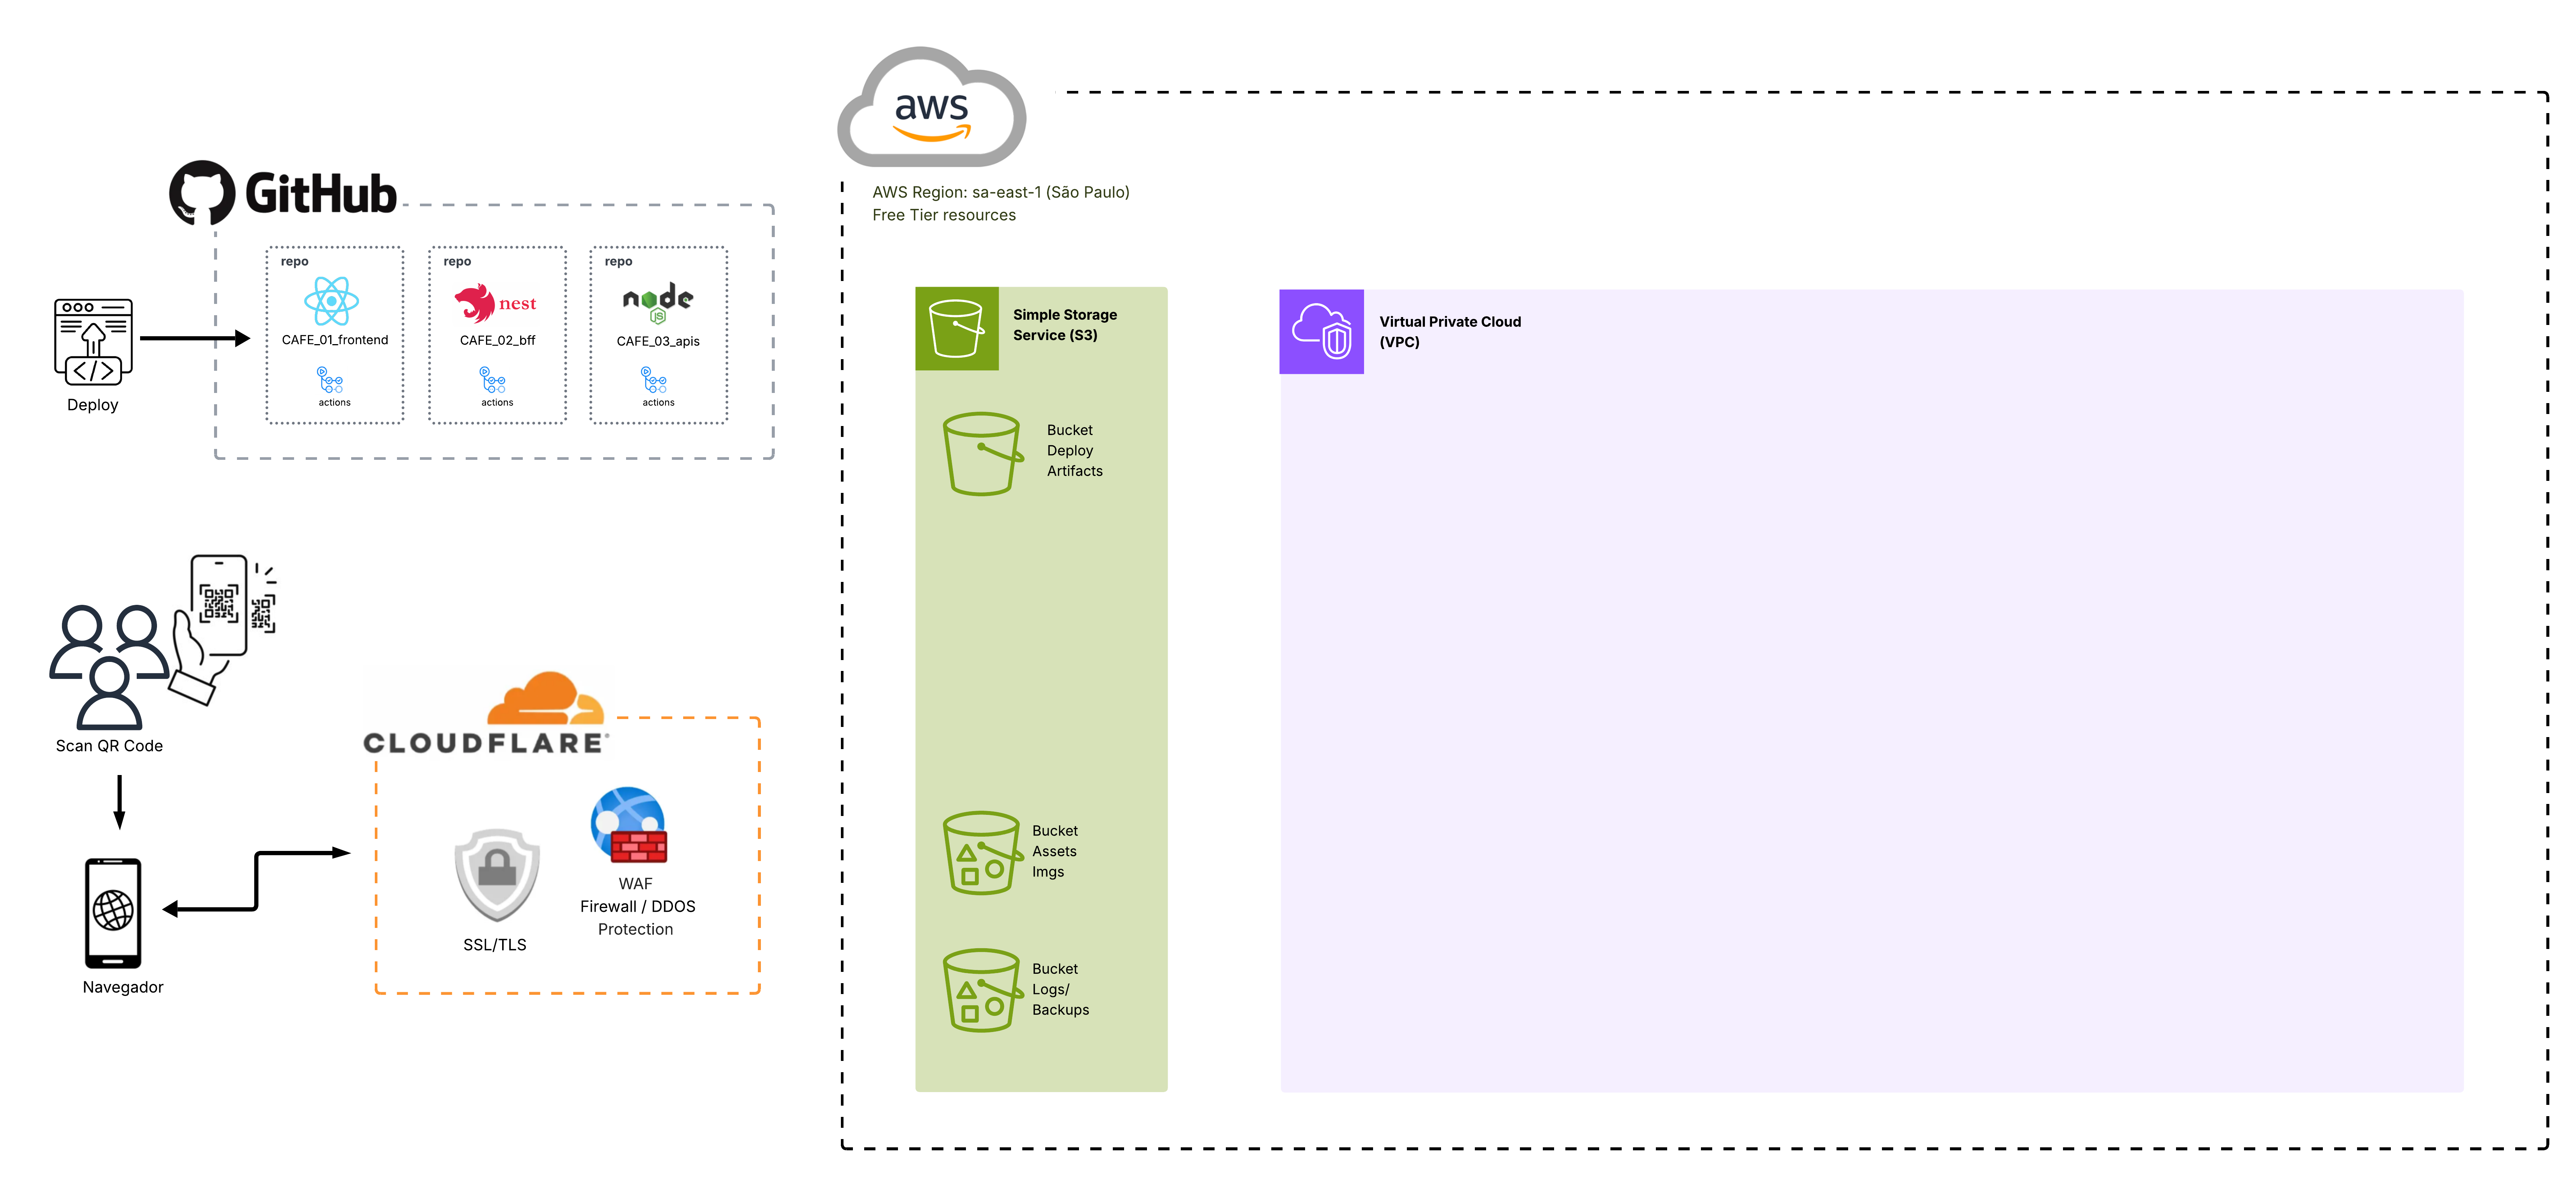 aws
AWS Region: sa-east-1 (São Paulo)
Free Tier resources
GitHub
repo
CAFE_01_frontend
actions
repo
nest
CAFE_02_bff
actions
repo
node
JS
CAFE_03_apis
actions
Deploy
Simple Storage
Service (S3)
Bucket
Deploy
Artifacts
Bucket
Assets
Imgs
Bucket
Logs/
Backups
Virtual Private Cloud
(VPC)
Scan QR Code
Navegador
CLOUDFLARE®
SSL/TLS
WAF
Firewall / DDOS
Protection